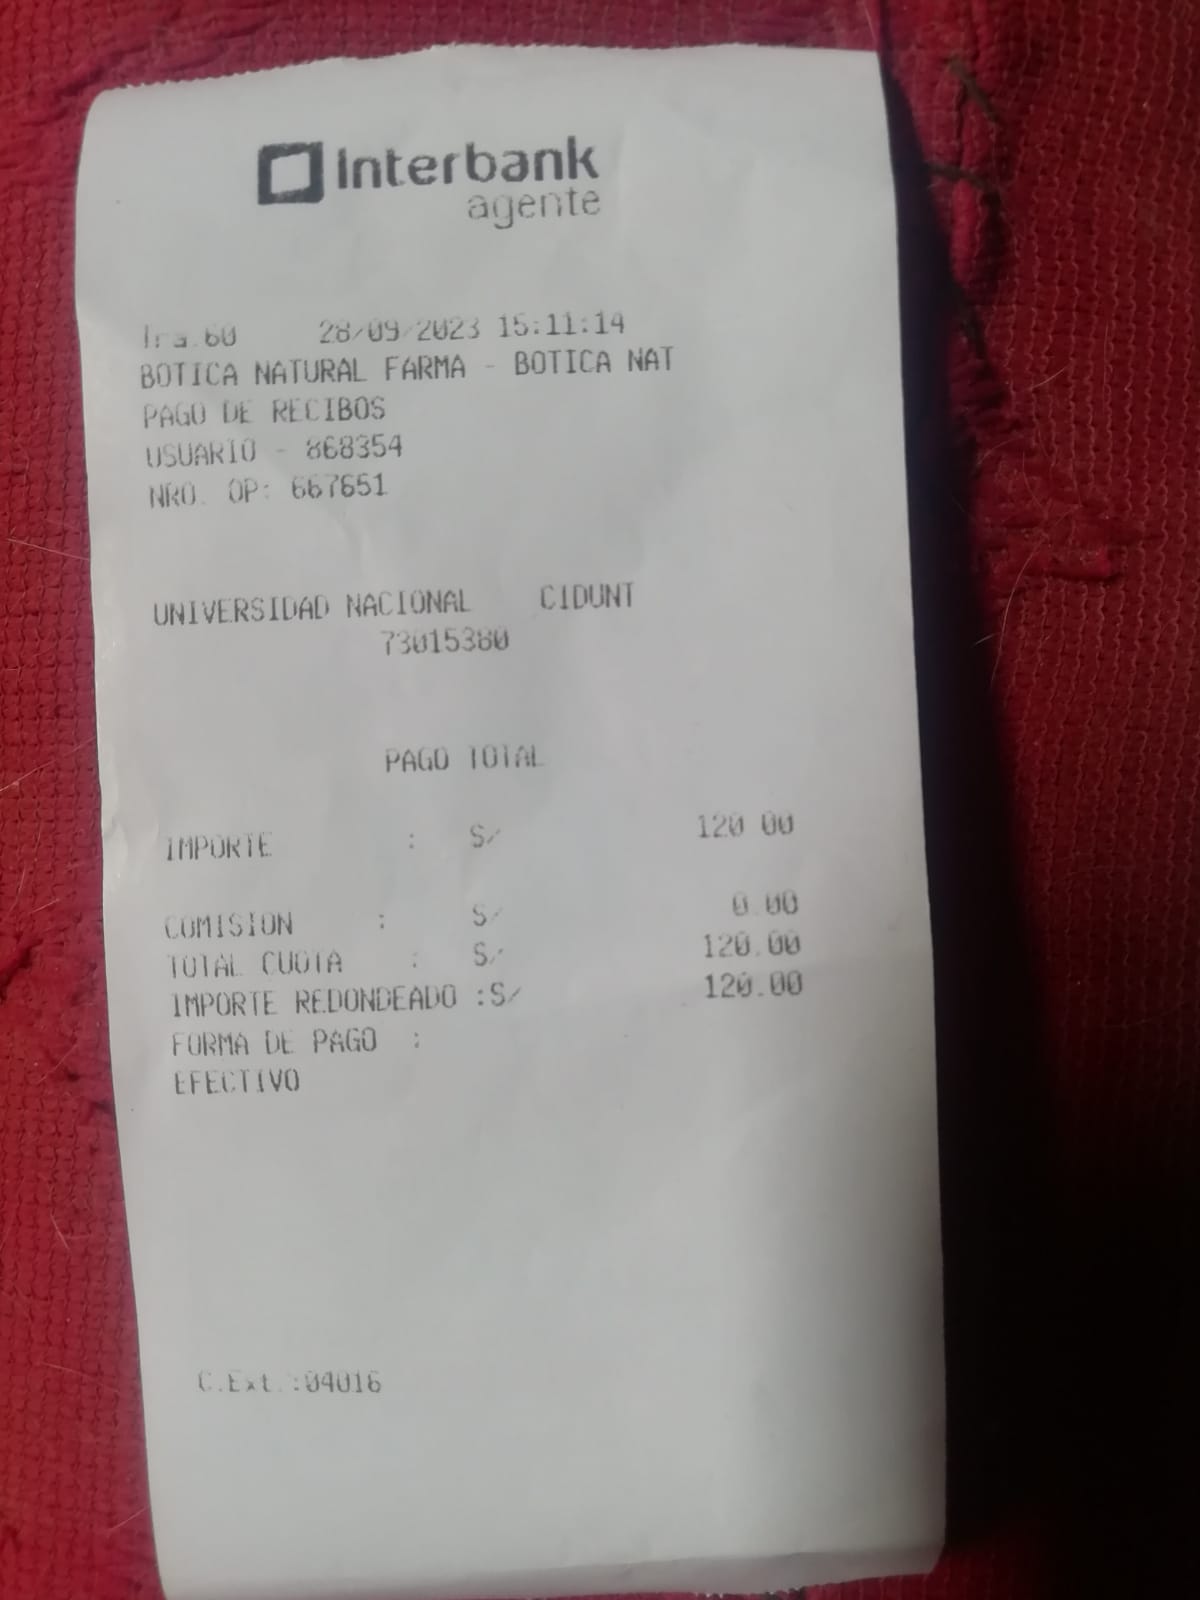 Interbank
agente
Tra.60 28/09/2023 15:11:14
BOTICA NATURAL FARMA - BOTICA NAT
PAGO DE RECIBOS
USUARIO - 868354
NRO. OP: 667651
UNIVERSIDAD NACIONAL CIDUNT
73015380
PAGO TOTAL
IMPORTE : S/ 120.00
COMISION : S/ 0.00
TOTAL CUOTA : S/ 120.00
IMPORTE REDONDEADO :S/ 120.00
FORMA DE PAGO :
EFECTIVO
C.Ext.:04016